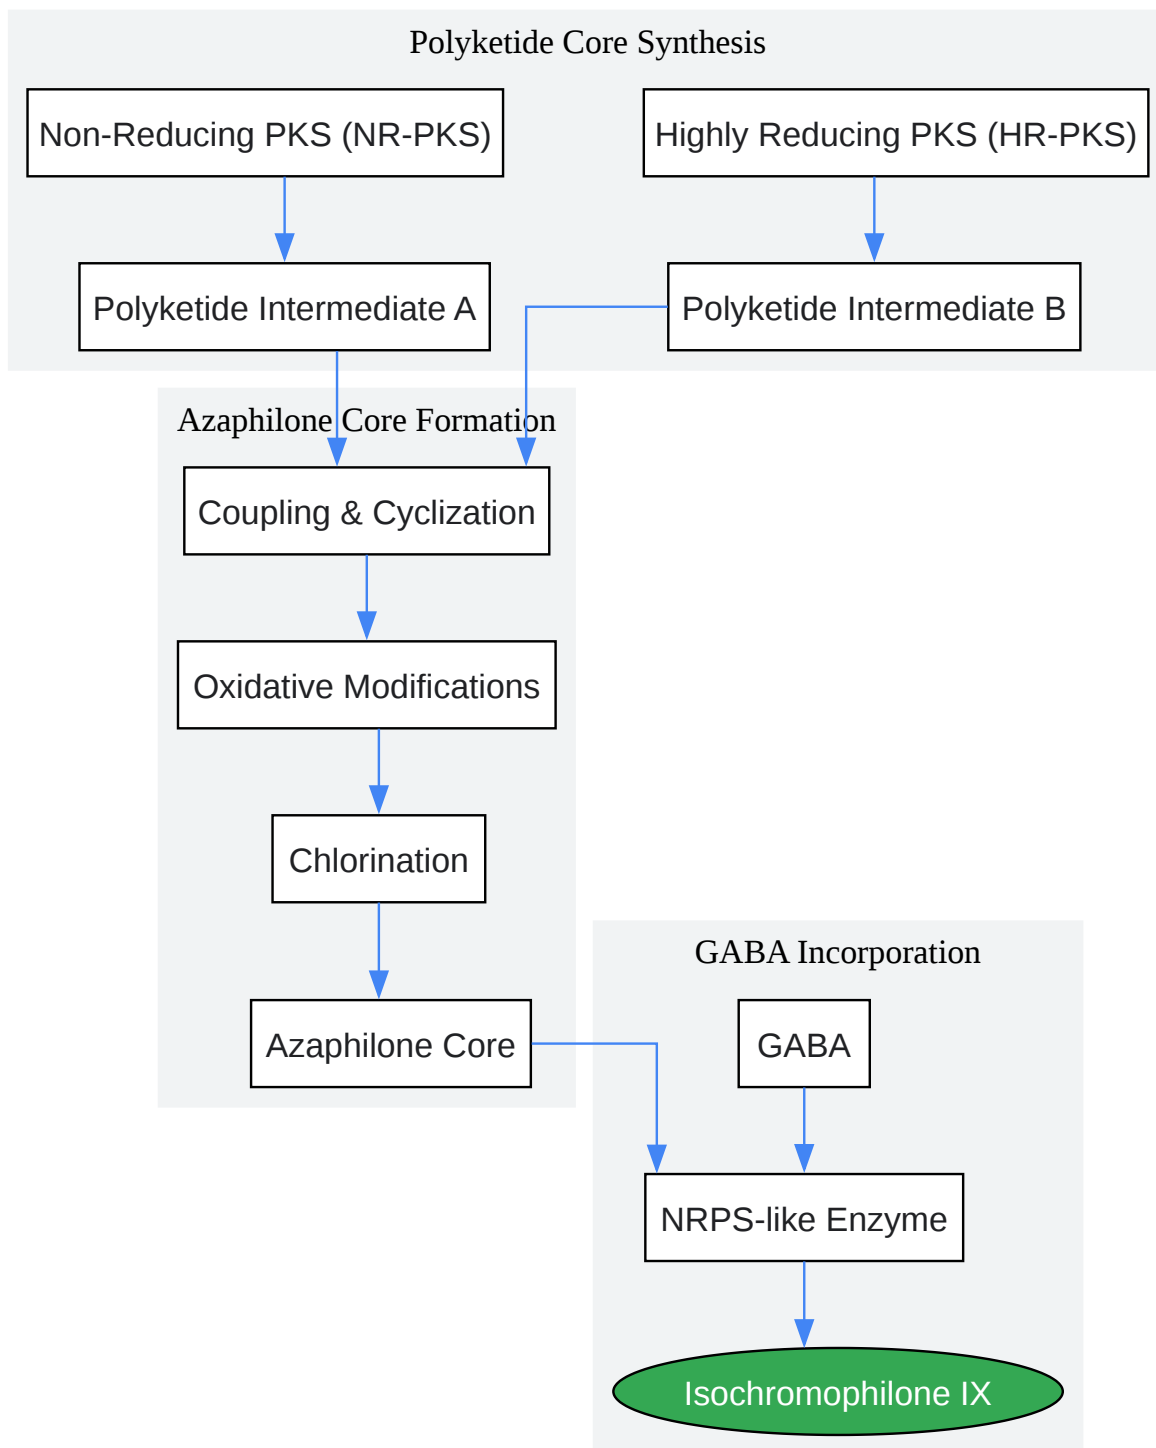 Polyketide Core Synthesis
Non-Reducing PKS (NR-PKS)
Highly Reducing PKS (HR-PKS)
Polyketide Intermediate A
Polyketide Intermediate B
Azaphilone Core Formation
Coupling & Cyclization
Oxidative Modifications
Chlorination
Azaphilone Core
GABA Incorporation
GABA
NRPS-like Enzyme
Isochromophilone IX